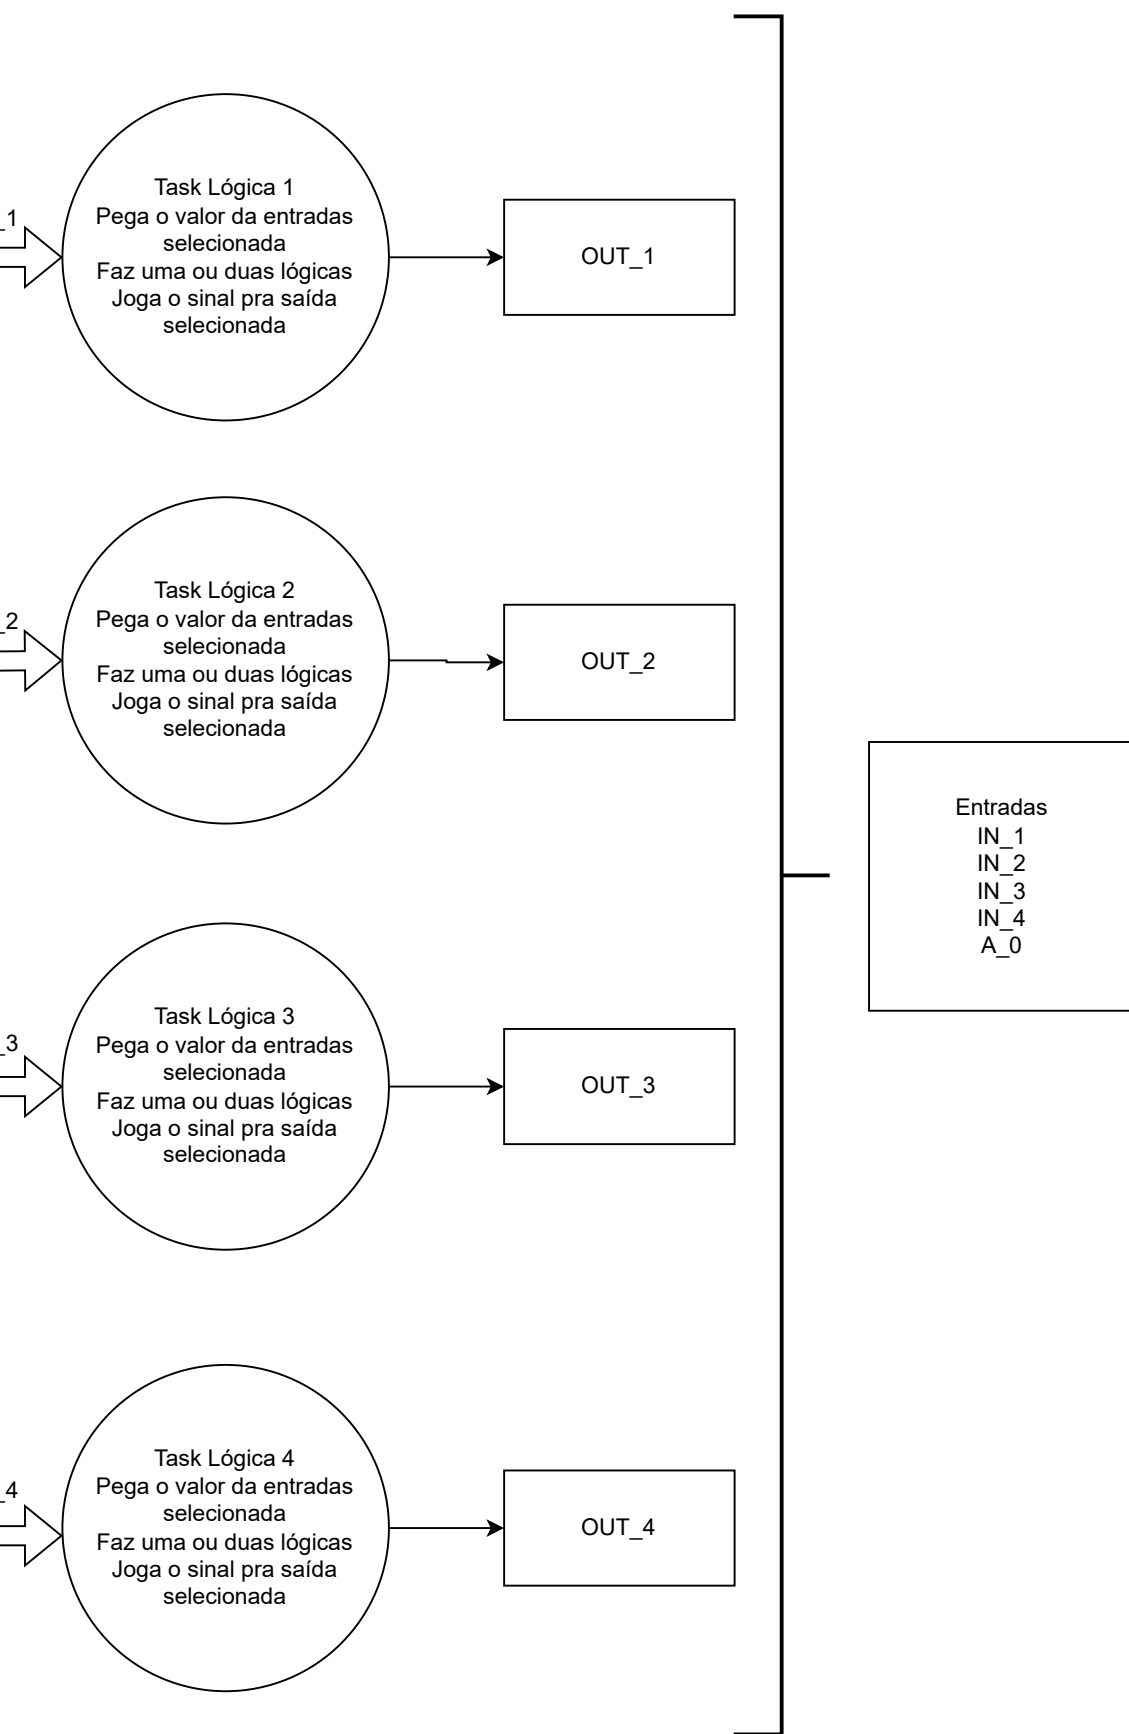 _1
Task Lógica 1
Pega o valor da entradas
selecionada
Faz uma ou duas lógicas
Joga o sinal pra saída
selecionada
OUT_1
_2
Task Lógica 2
Pega o valor da entradas
selecionada
Faz uma ou duas lógicas
Joga o sinal pra saída
selecionada
OUT_2
Entradas
IN_1
IN_2
IN_3
IN_4
A_0
_3
Task Lógica 3
Pega o valor da entradas
selecionada
Faz uma ou duas lógicas
Joga o sinal pra saída
selecionada
OUT_3
_4
Task Lógica 4
Pega o valor da entradas
selecionada
Faz uma ou duas lógicas
Joga o sinal pra saída
selecionada
OUT_4